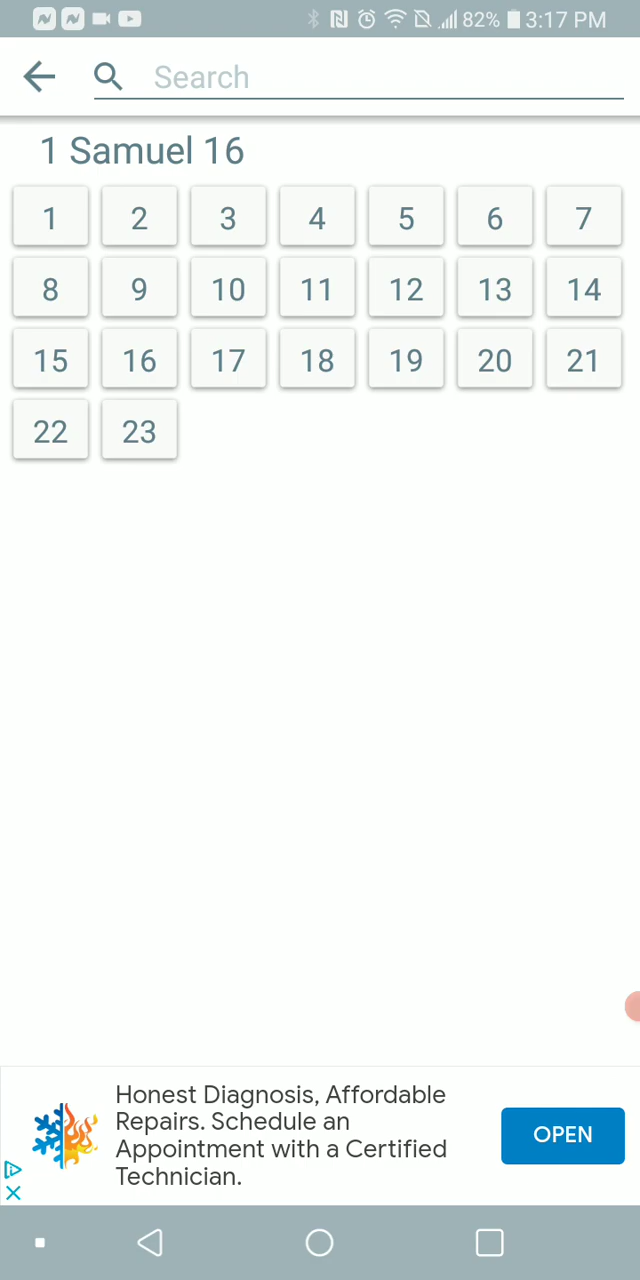 82% 3:17 PM
Search
1 Samuel 16
1 2 3 4 5 6 7
8 9 10 11 12 13 14
15 16 17 18 19 20 21
22 23
Honest Diagnosis, Affordable
Repairs. Schedule an
Appointment with a Certified
Technician.
OPEN